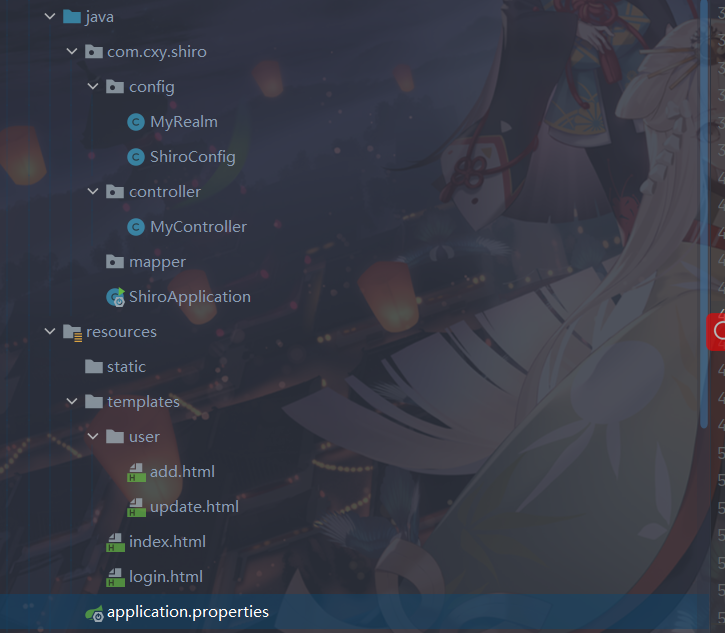 java
com.cxy.shiro
config
MyRealm
ShiroConfig
controller
MyController
mapper
ShiroApplication
resources
static
templates
user
add.html
update.html
index.html
login.html
application.properties